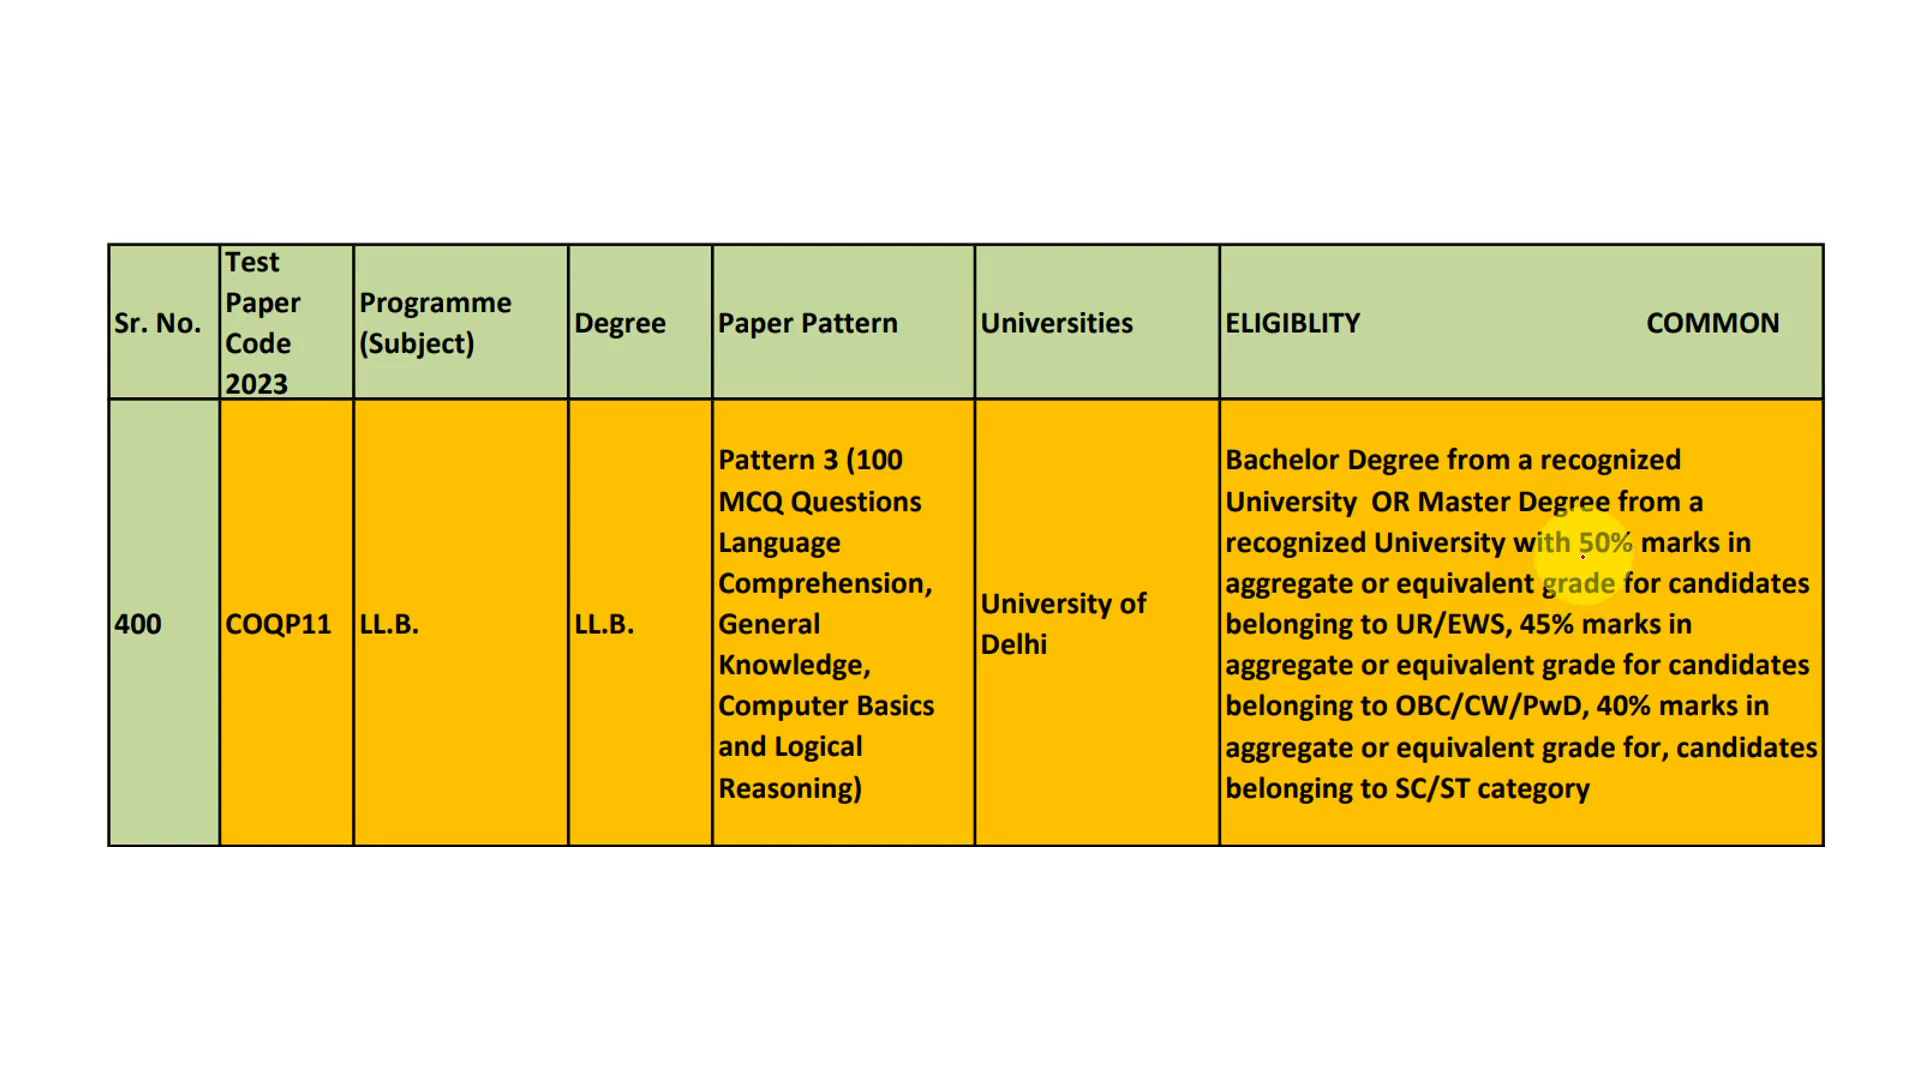 Sr. No.
Test
Paper
Code
2023
Programme
(Subject)
Degree
Paper Pattern
Universities
ELIGIBLITY COMMON
400
COQP11
LL.B.
LL.B.
Pattern 3 (100
MCQ Questions
Language
Comprehension,
General
Knowledge,
Computer Basics
and Logical
Reasoning)
University of
Delhi
Bachelor Degree from a recognized
University OR Master Degree from a
recognized University with 50% marks in
aggregate or equivalent grade for candidates
belonging to UR/EWS, 45% marks in
aggregate or equivalent grade for candidates
belonging to OBC/CW/PwD, 40% marks in
aggregate or equivalent grade for, candidates
belonging to SC/ST category